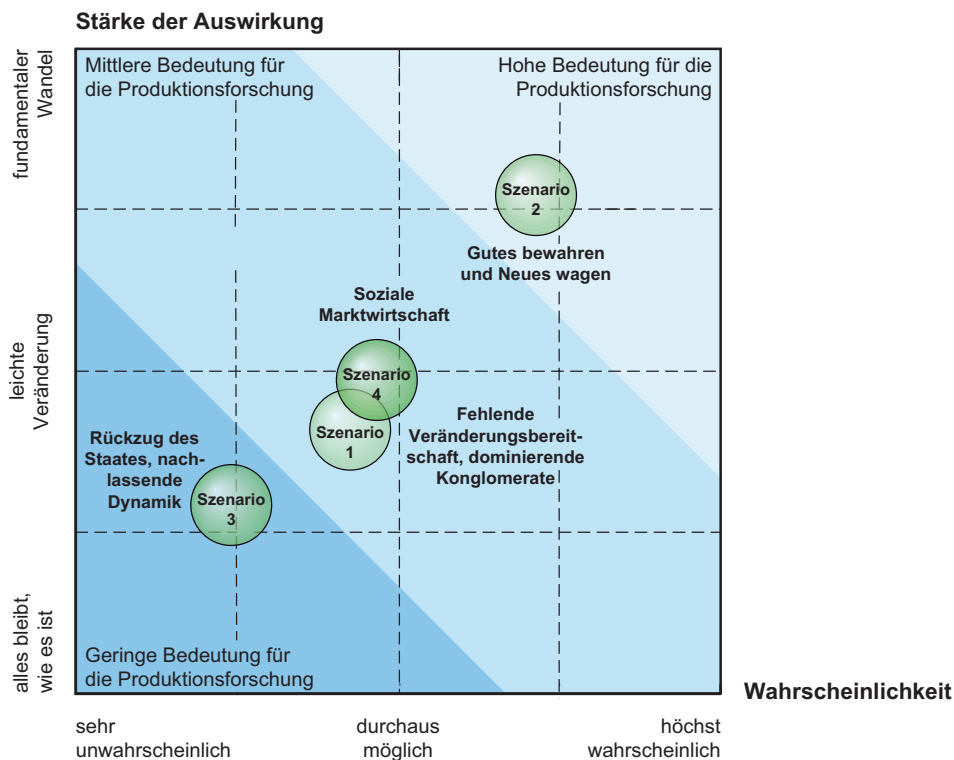 Stärke der Auswirkung
fundamentaler
Wandel
Mittlere Bedeutung für
die Produktionsforschung
Hohe Bedeutung für die
Produktionsforschung
Szenario
2
Gutes bewahren
und Neues wagen
Soziale
Marktwirtschaft
leichte
Veränderung
Szenario
4
Szenario
1
Fehlende
Veränderungsbereit-
schaft, dominierende
Konglomerate
Rückzug des
Staates, nach-
lassende
Dynamik
Szenario
3
alles bleibt,
wie es ist
Geringe Bedeutung für
die Produktionsforschung
Wahrscheinlichkeit
sehr
unwahrscheinlich
durchaus
möglich
höchst
wahrscheinlich